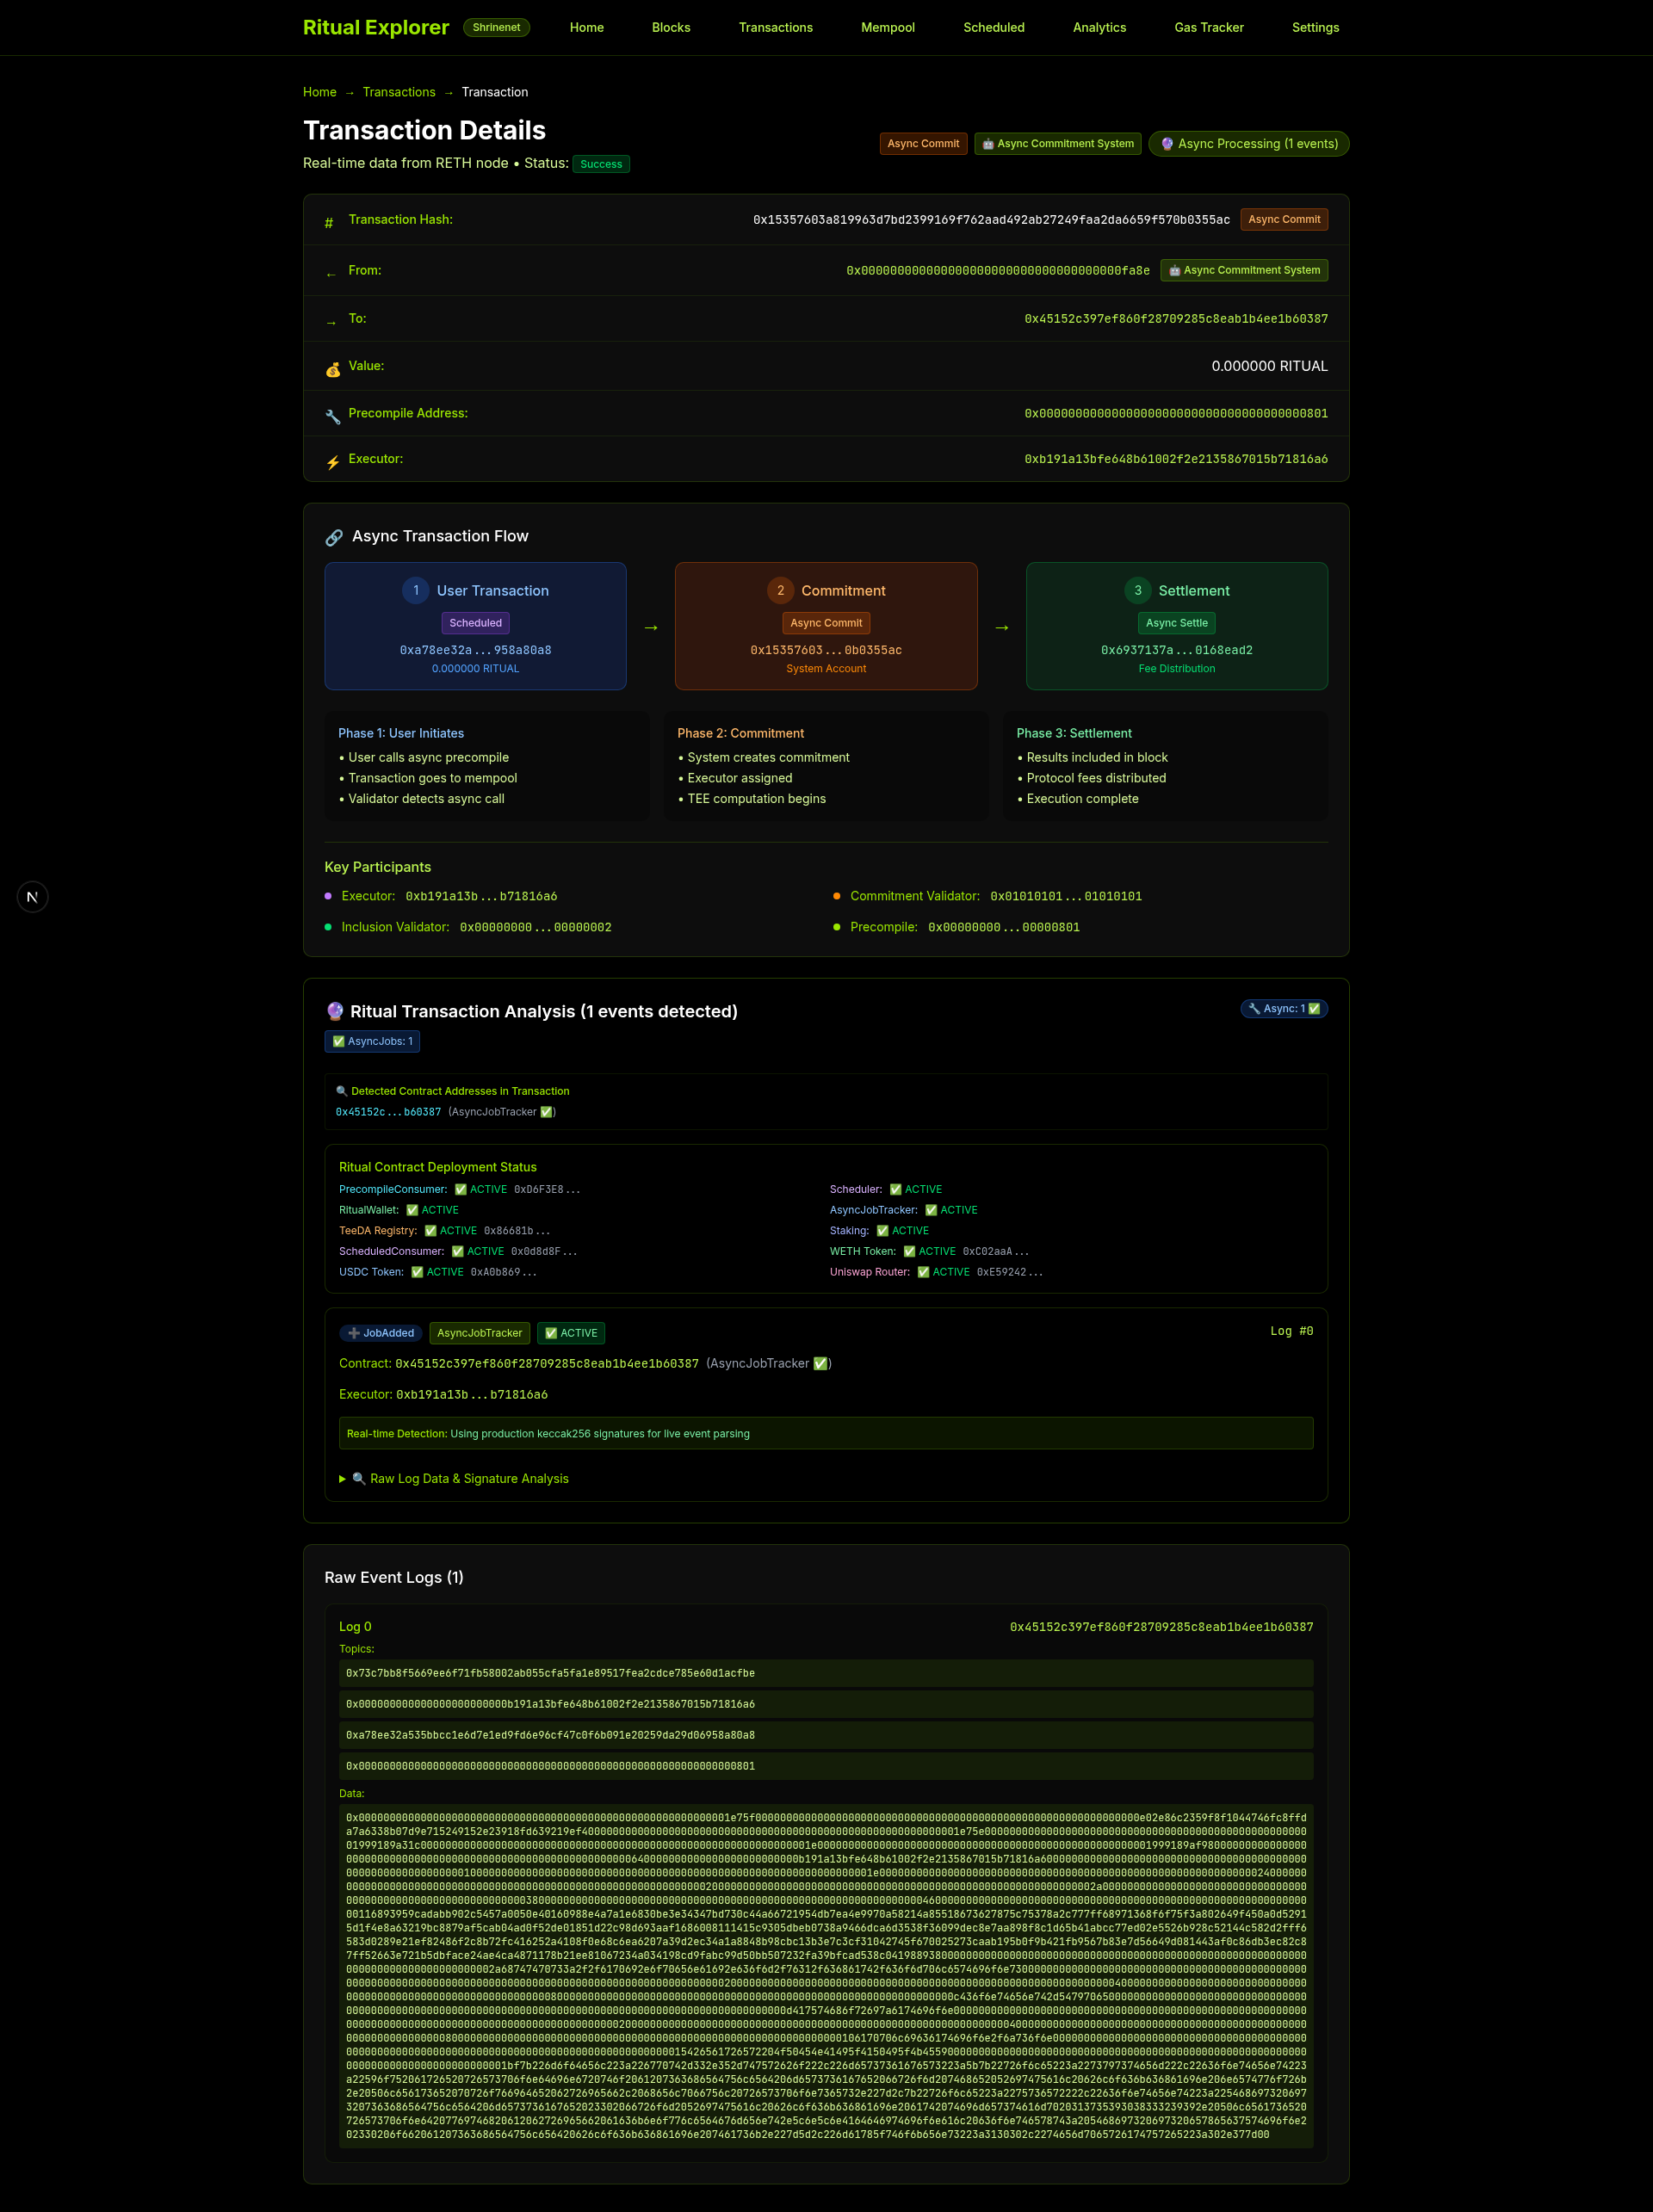 Ritual Explorer
Shrinenet
Home
Blocks
Transactions
Mempool
Scheduled
Analytics
Gas Tracker
Settings
Home → Transactions → Transaction
Transaction Details
Real-time data from RETH node • Status: Success
Async Commit
🤖 Async Commitment System
🔮 Async Processing (1 events)
# Transaction Hash:
0x15357603a819963d7bd2399169f762aad492ab27249faa2da6659f570b0355ac
Async Commit
← From:
0x000000000000000000000000000000000000fa8e
🤖 Async Commitment System
→ To:
0x45152c397ef860f28709285c8eab1b4ee1b60387
💰 Value:
0.000000 RITUAL
🔧 Precompile Address:
0x0000000000000000000000000000000000000801
⚡ Executor:
0xb191a13bfe648b61002f2e2135867015b71816a6
🔗 Async Transaction Flow
1 User Transaction
Scheduled
0xa78ee32a...958a80a8
0.000000 RITUAL
→
2 Commitment
Async Commit
0x15357603...0b0355ac
System Account
→
3 Settlement
Async Settle
0x6937137a...0168ead2
Fee Distribution
Phase 1: User Initiates
• User calls async precompile
• Transaction goes to mempool
• Validator detects async call
Phase 2: Commitment
• System creates commitment
• Executor assigned
• TEE computation begins
Phase 3: Settlement
• Results included in block
• Protocol fees distributed
• Execution complete
Key Participants
Executor: 0xb191a13b...b71816a6
Commitment Validator: 0x01010101...01010101
Inclusion Validator: 0x00000000...00000002
Precompile: 0x00000000...00000801
N
🔮 Ritual Transaction Analysis (1 events detected)
🔧 Async: 1 ✅
✅ AsyncJobs: 1
🔍 Detected Contract Addresses in Transaction
0x45152c...b60387 (AsyncJobTracker ✅)
Ritual Contract Deployment Status
PrecompileConsumer: ✅ ACTIVE 0xD6F3E8...
Scheduler: ✅ ACTIVE
RitualWallet: ✅ ACTIVE
AsyncJobTracker: ✅ ACTIVE
TeeDA Registry: ✅ ACTIVE 0x86681b...
Staking: ✅ ACTIVE
ScheduledConsumer: ✅ ACTIVE 0x0d8d8F...
WETH Token: ✅ ACTIVE 0xC02aaA...
USDC Token: ✅ ACTIVE 0xA0b869...
Uniswap Router: ✅ ACTIVE 0xE59242...
➕ JobAdded
AsyncJobTracker
✅ ACTIVE
Log #0
Contract: 0x45152c397ef860f28709285c8eab1b4ee1b60387 (AsyncJobTracker ✅)
Executor: 0xb191a13b...b71816a6
Real-time Detection: Using production keccak256 signatures for live event parsing
▶ 🔍 Raw Log Data & Signature Analysis
Raw Event Logs (1)
Log 0
0x45152c397ef860f28709285c8eab1b4ee1b60387
Topics:
0x73c7bb8f5669ee6f71fb58002ab055cfa5fa1e89517fea2cdce785e60d1acfbe
0x000000000000000000000000b191a13bfe648b61002f2e2135867015b71816a6
0xa78ee32a535bbcc1e6d7e1ed9fd6e96cf47c0f6b091e20259da29d06958a80a8
0x0000000000000000000000000000000000000000000000000000000000000801
Data: